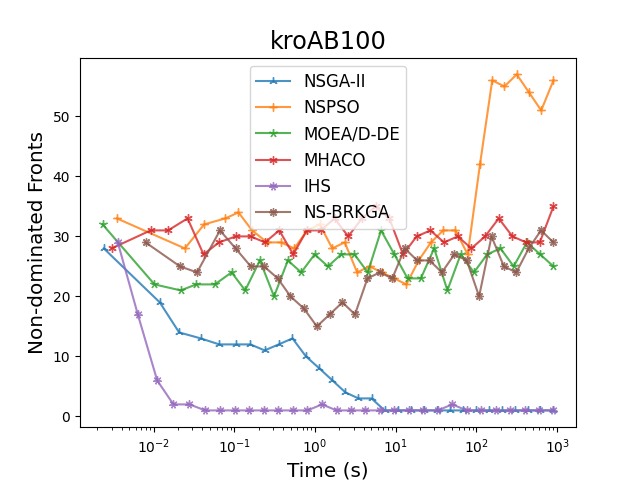 kroAB100
NSGA-II
NSPSO
MOEA/D-DE
MHACO
IHS
NS-BRKGA
Non-dominated Fronts
50
40
30
20
10
0
10⁻² 10⁻¹ 10⁰ 10¹ 10² 10³
Time (s)